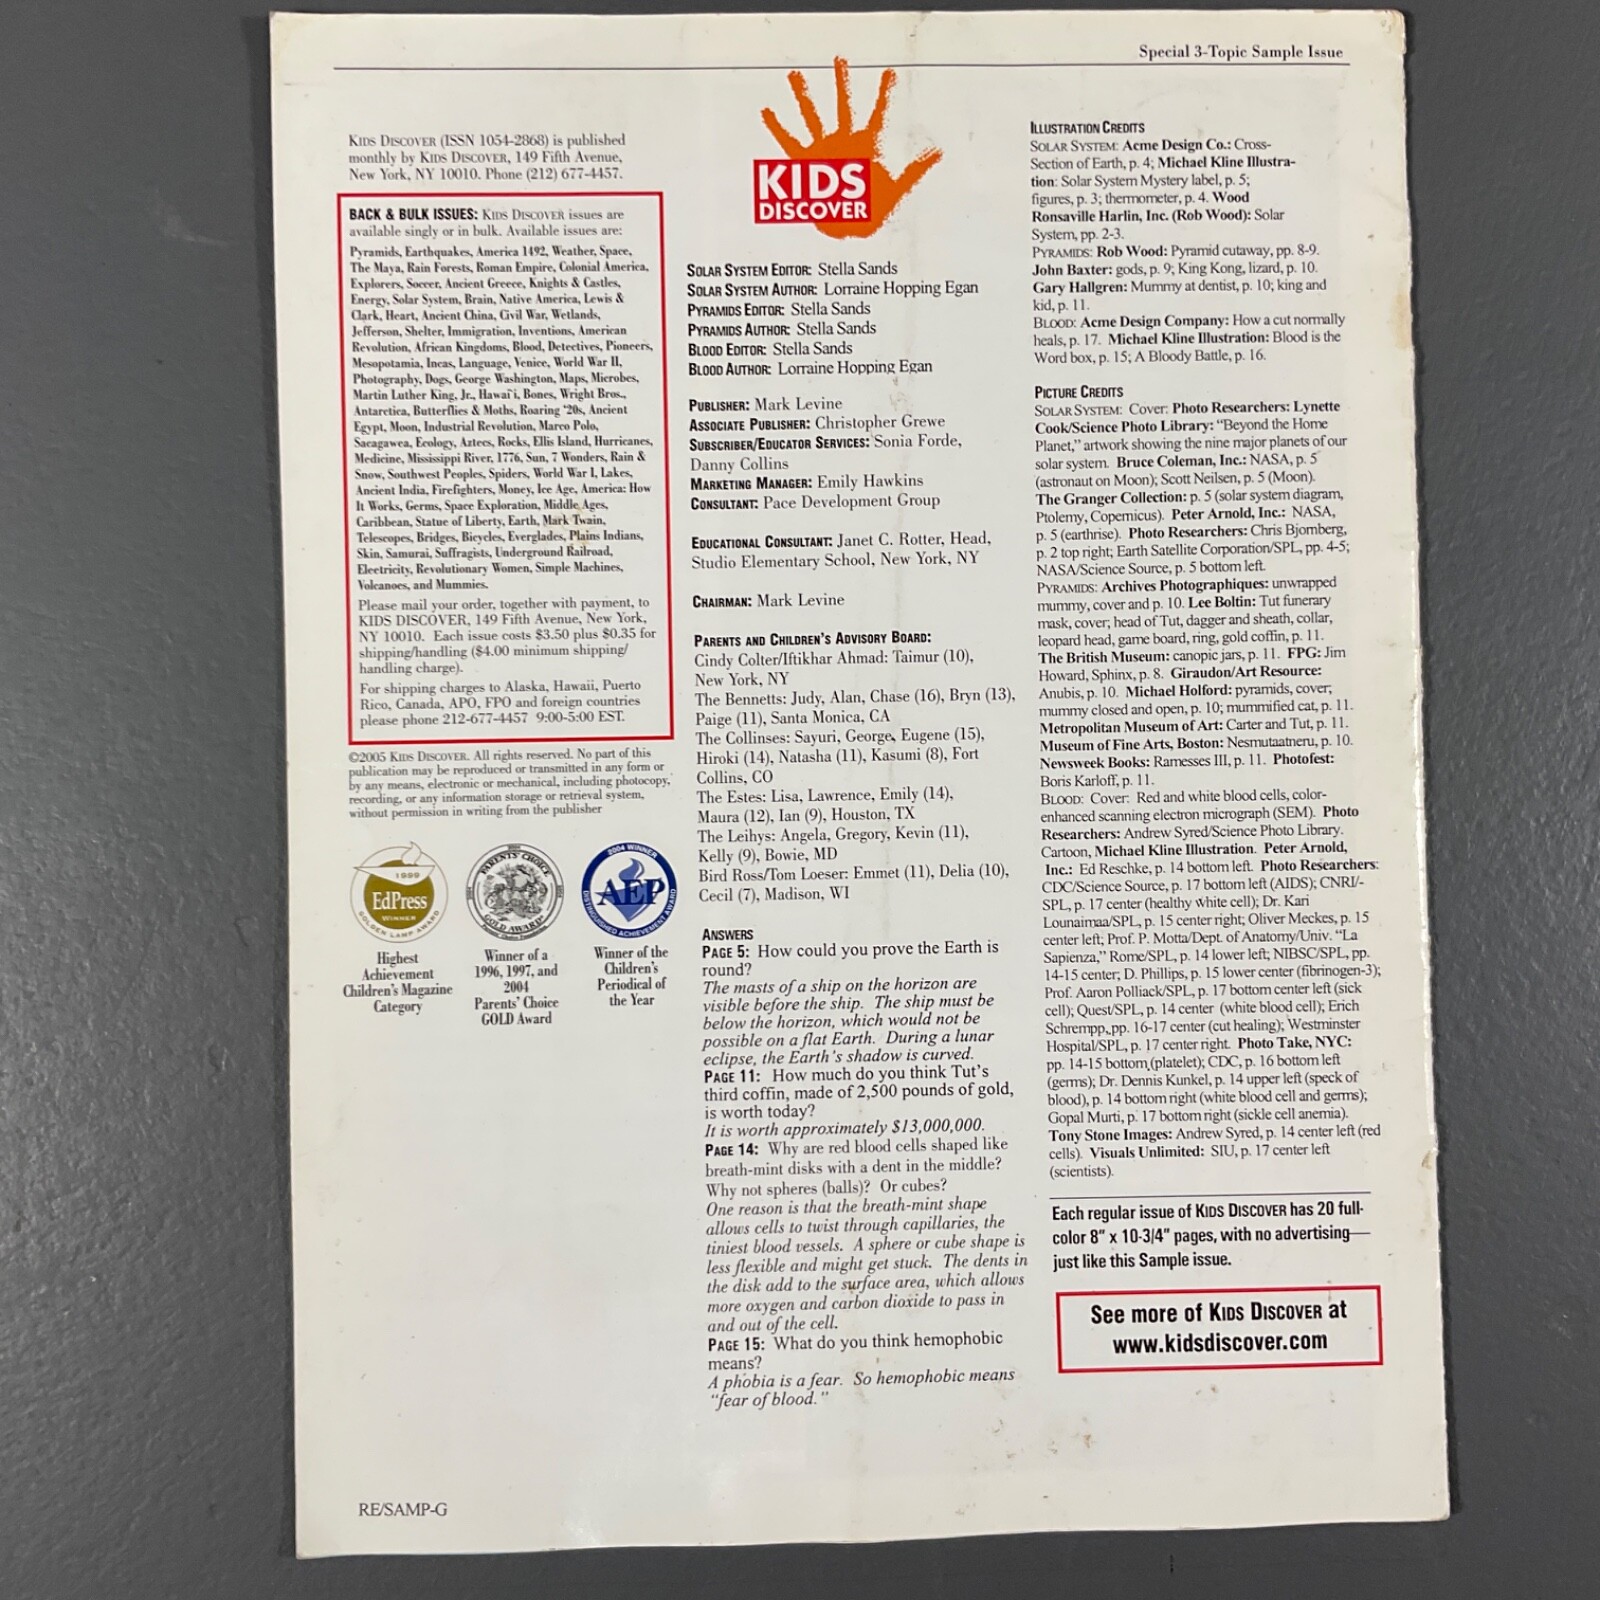 Special 3-Topic Sample Issue
KIDS DISCOVER (ISSN 1054-2868) is published
monthly by KIDS DISCOVER, 149 Fifth Avenue,
New York, NY 10010. Phone (212) 677-4457.
BACK & BULK ISSUES: KIDS DISCOVER issues are
available singly or in bulk. Available issues are:
Pyramids, Earthquakes, America 1492, Weather, Space,
The Maya, Rain Forests, Roman Empire, Colonial America,
Explorers, Soccer, Ancient Greece, Knights & Castles,
Energy, Solar System, Brain, Native America, Lewis &
Clark, Heart, Ancient China, Civil War, Wetlands,
Jefferson, Shelter, Immigration, Inventions, American
Revolution, African Kingdoms, Blood, Detectives, Pioneers,
Mesopotamia, Incas, Language, Venice, World War II,
Photography, Dogs, George Washington, Maps, Microbes,
Martin Luther King, Jr., Hawai'i, Bones, Wright Bros.,
Antarctica, Butterflies & Moths, Roaring '20s, Ancient
Egypt, Moon, Industrial Revolution, Marco Polo,
Sacagawea, Ecology, Aztecs, Rocks, Ellis Island, Hurricanes,
Medicine, Mississippi River, 1776, Sun, 7 Wonders, Rain &
Snow, Southwest Peoples, Spiders, World War I, Lakes,
Ancient India, Firefighters, Money, Ice Age, America: How
It Works, Germs, Space Exploration, Middle Ages,
Caribbean, Statue of Liberty, Earth, Mark Twain,
Telescopes, Bridges, Bicycles, Everglades, Plains Indians,
Skin, Samurai, Suffragists, Underground Railroad,
Electricity, Revolutionary Women, Simple Machines,
Volcanoes, and Mummies.
Please mail your order, together with payment, to
KIDS DISCOVER, 149 Fifth Avenue, New York,
NY 10010. Each issue costs $3.50 plus $0.35 for
shipping/handling ($4.00 minimum shipping/
handling charge).
For shipping charges to Alaska, Hawaii, Puerto
Rico, Canada, APO, FPO and foreign countries
please phone 212-677-4457 9:00-5:00 EST.
©2005 KIDS DISCOVER. All rights reserved. No part of this
publication may be reproduced or transmitted in any form or
by any means, electronic or mechanical, including photocopy,
recording, or any information storage or retrieval system,
without permission in writing from the publisher
1999
EdPress
WINNER
GOLDEN LAMP AWARD
Highest
Achievement
Children's Magazine
Category
PARENTS' CHOICE
GOLD AWARD
Winner of a
1996, 1997, and
2004
Parents' Choice
GOLD Award
2004 WINNER
AEP
DISTINGUISHED ACHIEVEMENT AWARD
Winner of the
Children's
Periodical of
the Year
RE/SAMP-G
KIDS
DISCOVER
SOLAR SYSTEM EDITOR: Stella Sands
SOLAR SYSTEM AUTHOR: Lorraine Hopping Egan
PYRAMIDS EDITOR: Stella Sands
PYRAMIDS AUTHOR: Stella Sands
BLOOD EDITOR: Stella Sands
BLOOD AUTHOR: Lorraine Hopping Egan
PUBLISHER: Mark Levine
ASSOCIATE PUBLISHER: Christopher Grewe
SUBSCRIBER/EDUCATOR SERVICES: Sonia Forde,
Danny Collins
MARKETING MANAGER: Emily Hawkins
CONSULTANT: Pace Development Group
EDUCATIONAL CONSULTANT: Janet C. Rotter, Head,
Studio Elementary School, New York, NY
CHAIRMAN: Mark Levine
PARENTS AND CHILDREN'S ADVISORY BOARD:
Cindy Colter/Iftikhar Ahmad: Taimur (10),
New York, NY
The Bennetts: Judy, Alan, Chase (16), Bryn (13),
Paige (11), Santa Monica, CA
The Collinses: Sayuri, George, Eugene (15),
Hiroki (14), Natasha (11), Kasumi (8), Fort
Collins, CO
The Estes: Lisa, Lawrence, Emily (14),
Maura (12), Ian (9), Houston, TX
The Leihys: Angela, Gregory, Kevin (11),
Kelly (9), Bowie, MD
Bird Ross/Tom Loeser: Emmet (11), Delia (10),
Cecil (7), Madison, WI
ANSWERS
PAGE 5: How could you prove the Earth is
round?
The masts of a ship on the horizon are
visible before the ship. The ship must be
below the horizon, which would not be
possible on a flat Earth. During a lunar
eclipse, the Earth's shadow is curved.
PAGE 11: How much do you think Tut's
third coffin, made of 2,500 pounds of gold,
is worth today?
It is worth approximately $13,000,000.
PAGE 14: Why are red blood cells shaped like
breath-mint disks with a dent in the middle?
Why not spheres (balls)? Or cubes?
One reason is that the breath-mint shape
allows cells to twist through capillaries, the
tiniest blood vessels. A sphere or cube shape is
less flexible and might get stuck. The dents in
the disk add to the surface area, which allows
more oxygen and carbon dioxide to pass in
and out of the cell.
PAGE 15: What do you think hemophobic
means?
A phobia is a fear. So hemophobic means
"fear of blood."
ILLUSTRATION CREDITS
SOLAR SYSTEM: Acme Design Co.: Cross-
Section of Earth, p. 4; Michael Kline Illustra-
tion: Solar System Mystery label, p. 5;
figures, p. 3; thermometer, p. 4. Wood
Ronsaville Harlin, Inc. (Rob Wood): Solar
System, pp. 2-3.
PYRAMIDS: Rob Wood: Pyramid cutaway, pp. 8-9.
John Baxter: gods, p. 9; King Kong, lizard, p. 10.
Gary Hallgren: Mummy at dentist, p. 10; king and
kid, p. 11.
BLOOD: Acme Design Company: How a cut normally
heals, p. 17. Michael Kline Illustration: Blood is the
Word box, p. 15; A Bloody Battle, p. 16.
PICTURE CREDITS
SOLAR SYSTEM: Cover: Photo Researchers: Lynette
Cook/Science Photo Library: "Beyond the Home
Planet," artwork showing the nine major planets of our
solar system. Bruce Coleman, Inc.: NASA, p. 5
(astronaut on Moon); Scott Neilsen, p. 5 (Moon).
The Granger Collection: p. 5 (solar system diagram,
Ptolemy, Copernicus). Peter Arnold, Inc.: NASA,
p. 5 (earthrise). Photo Researchers: Chris Bjornberg,
p. 2 top right; Earth Satellite Corporation/SPL, pp. 4-5;
NASA/Science Source, p. 5 bottom left.
PYRAMIDS: Archives Photographiques: unwrapped
mummy, cover and p. 10. Lee Boltin: Tut funerary
mask, cover; head of Tut, dagger and sheath, collar,
leopard head, game board, ring, gold coffin, p. 11.
The British Museum: canopic jars, p. 11. FPG: Jim
Howard, Sphinx, p. 8. Giraudon/Art Resource:
Anubis, p. 10. Michael Holford: pyramids, cover;
mummy closed and open, p. 10; mummified cat, p. 11.
Metropolitan Museum of Art: Carter and Tut, p. 11.
Museum of Fine Arts, Boston: Nesmutaatneru, p. 10.
Newsweek Books: Ramesses III, p. 11. Photofest:
Boris Karloff, p. 11.
BLOOD: Cover: Red and white blood cells, color-
enhanced scanning electron micrograph (SEM). Photo
Researchers: Andrew Syred/Science Photo Library.
Cartoon, Michael Kline Illustration. Peter Arnold,
Inc.: Ed Reschke, p. 14 bottom left. Photo Researchers:
CDC/Science Source, p. 17 bottom left (AIDS); CNRI/-
SPL, p. 17 center (healthy white cell); Dr. Kari
Lounaimaa/SPL, p. 15 center right; Oliver Meckes, p. 15
center left; Prof. P. Motta/Dept. of Anatomy/Univ. "La
Sapienza," Rome/SPL, p. 14 lower left; NIBSC/SPL, pp.
14-15 center; D. Phillips, p. 15 lower center (fibrinogen-3);
Prof. Aaron Polliack/SPL, p. 17 bottom center left (sick
cell); Quest/SPL, p. 14 center (white blood cell); Erich
Schrempp, pp. 16-17 center (cut healing); Westminster
Hospital/SPL, p. 17 center right. Photo Take, NYC:
pp. 14-15 bottom (platelet); CDC, p. 16 bottom left
(germs); Dr. Dennis Kunkel, p. 14 upper left (speck of
blood), p. 14 bottom right (white blood cell and germs);
Gopal Murti, p. 17 bottom right (sickle cell anemia).
Tony Stone Images: Andrew Syred, p. 14 center left (red
cells). Visuals Unlimited: SIU, p. 17 center left
(scientists).
Each regular issue of KIDS DISCOVER has 20 full-
color 8" x 10-3/4" pages, with no advertising—
just like this Sample issue.
See more of KIDS DISCOVER at
www.kidsdiscover.com